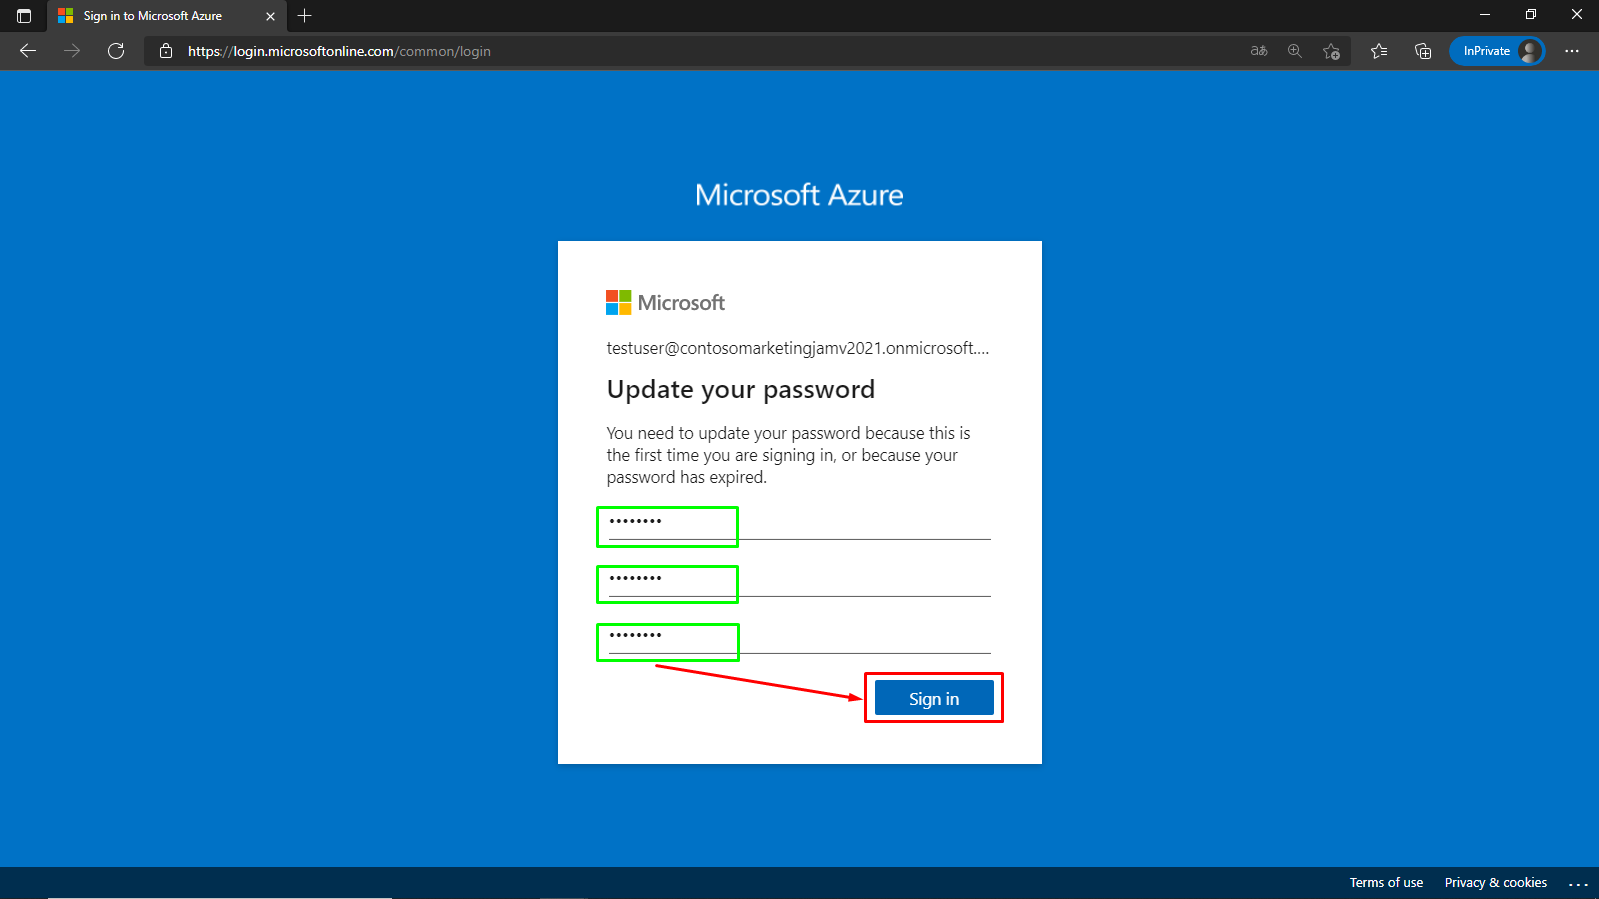 Sign in to Microsoft Azure
https://login.microsoftonline.com/common/login
InPrivate
Microsoft Azure
Microsoft
testuser@contosomarketingjamv2021.onmicrosoft....
Update your password
You need to update your password because this is
the first time you are signing in, or because your
password has expired.
••••••••
••••••••
••••••••
Sign in
Terms of use
Privacy & cookies
...